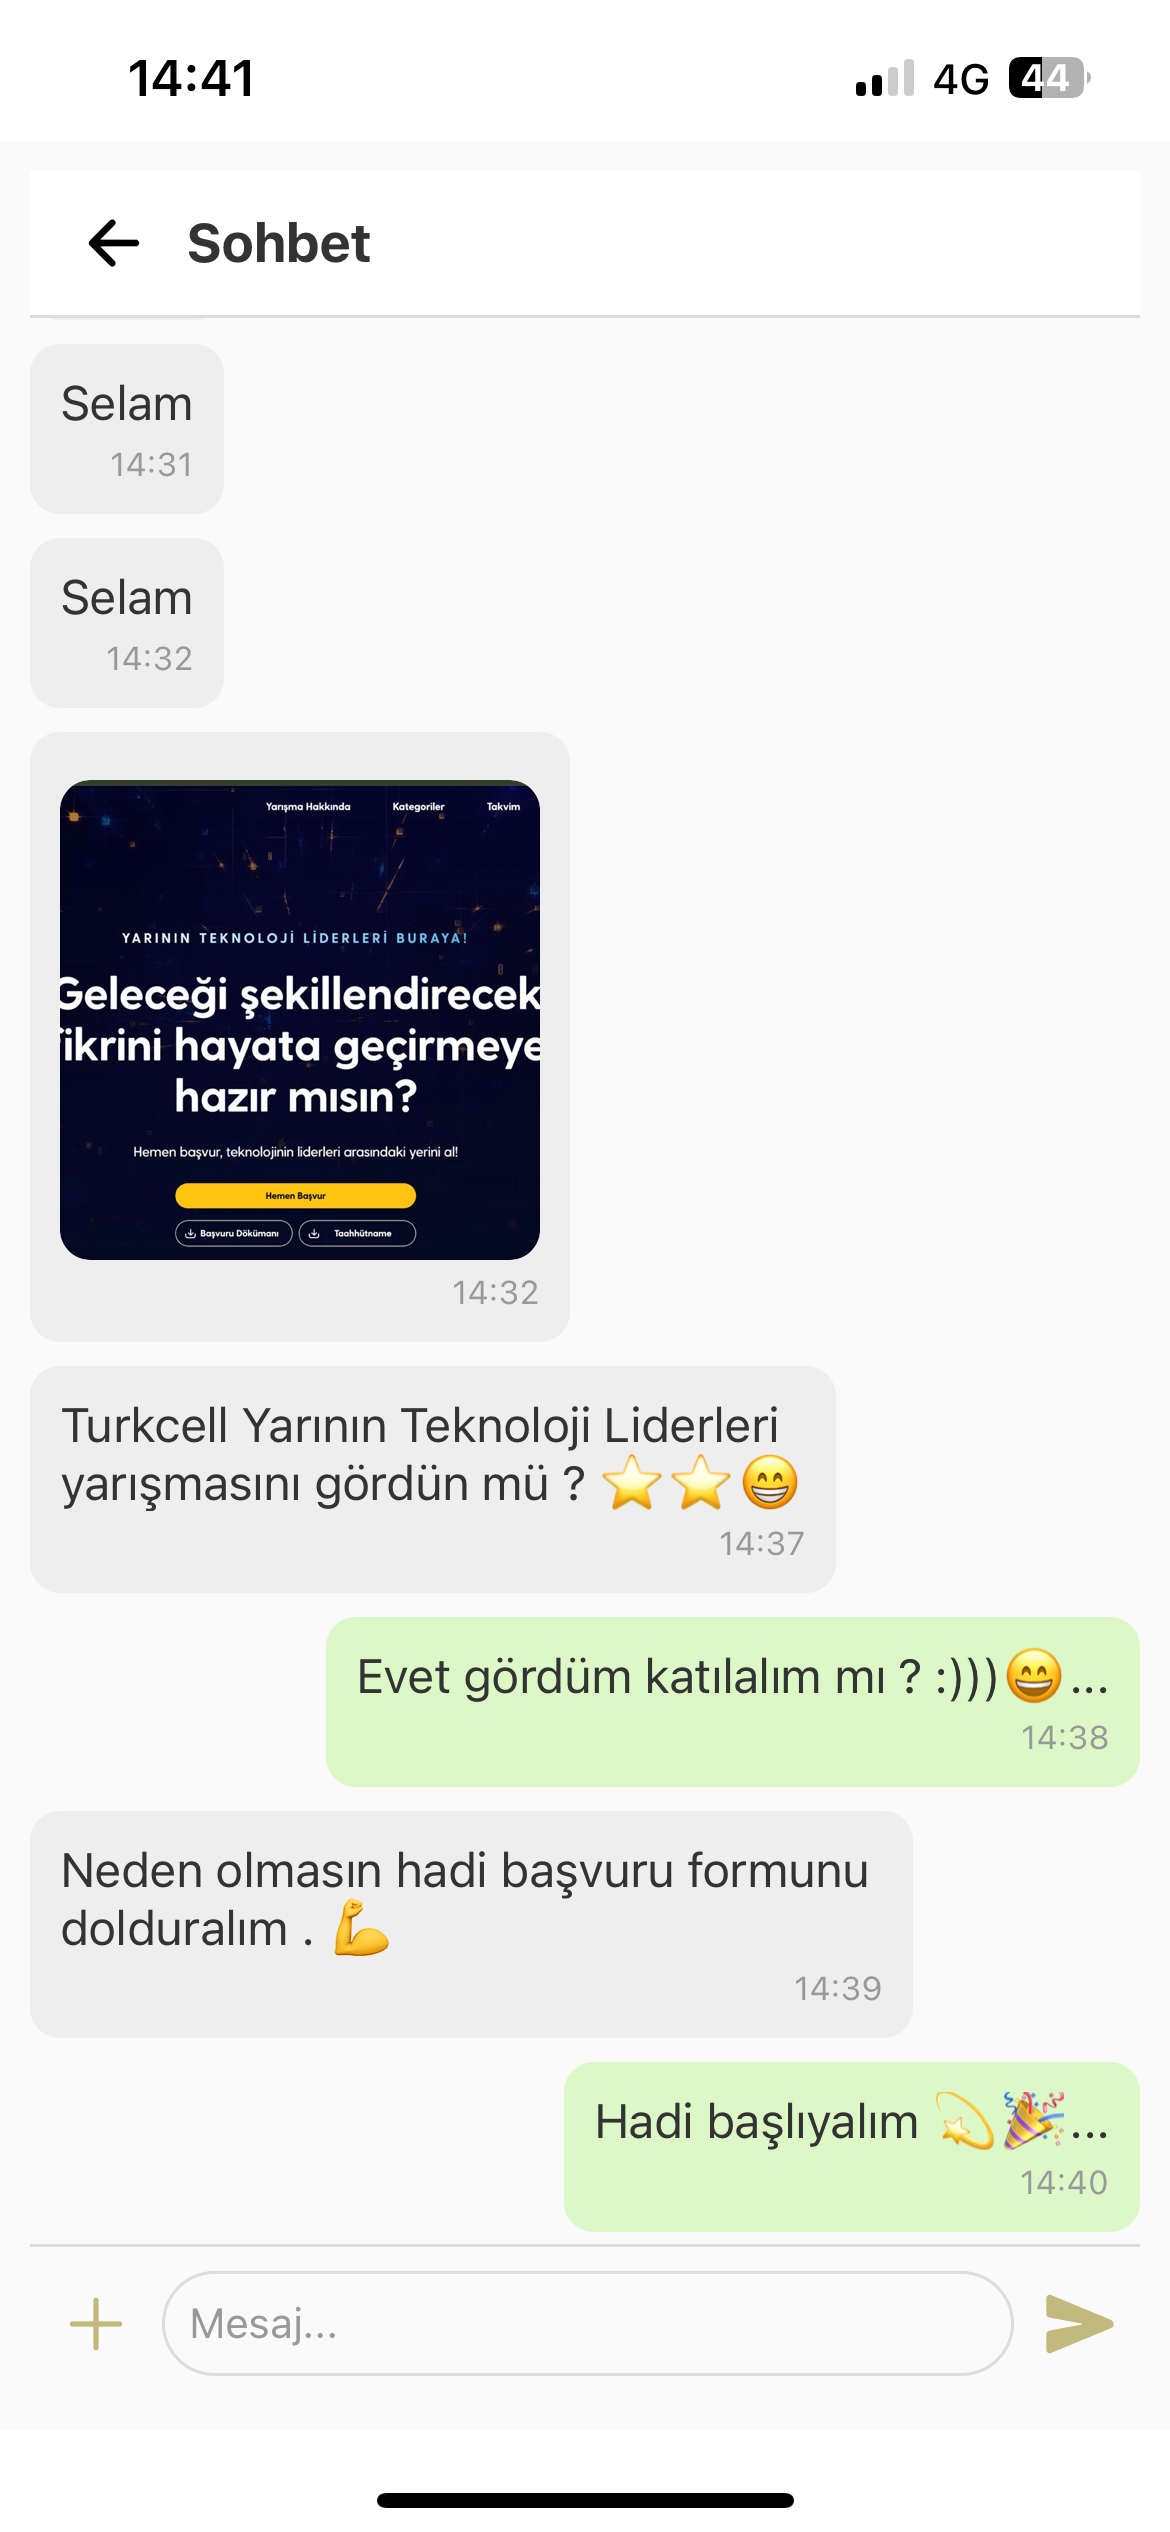 14:41
4G 44
Sohbet
Selam
14:31
Selam
14:32
Yarışma Hakkında Kategoriler Takvim
YARININ TEKNOLOJİ LİDERLERİ BURAYA!
Geleceği şekillendirecek
fikrini hayata geçirmeye
hazır mısın?
Hemen başvur, teknolojinin liderleri arasındaki yerini al!
Hemen Başvur
Başvuru Dökümanı Taahhütname
14:32
Turkcell Yarının Teknoloji Liderleri
yarışmasını gördün mü ? ⭐⭐😁
14:37
Evet gördüm katılalım mı ? :)))😄...
14:38
Neden olmasın hadi başvuru formunu
dolduralım . 💪
14:39
Hadi başlıyalım 💫🎉...
14:40
Mesaj...